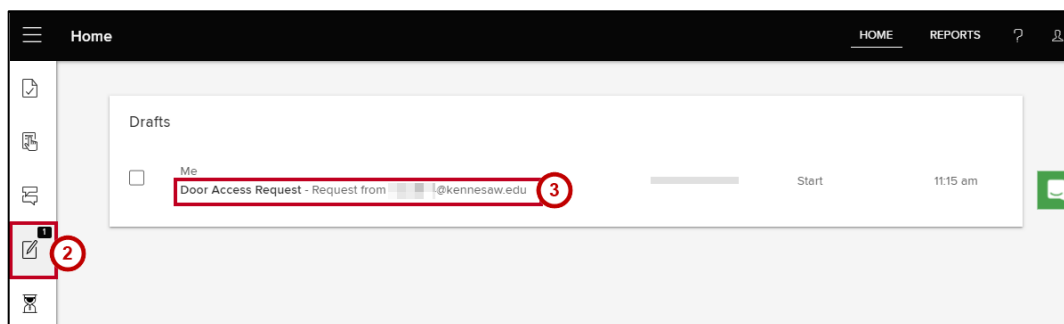 Home
HOME REPORTS ?
Drafts
Me
Door Access Request - Request from @kennesaw.edu
3
Start
11:15 am
1
2